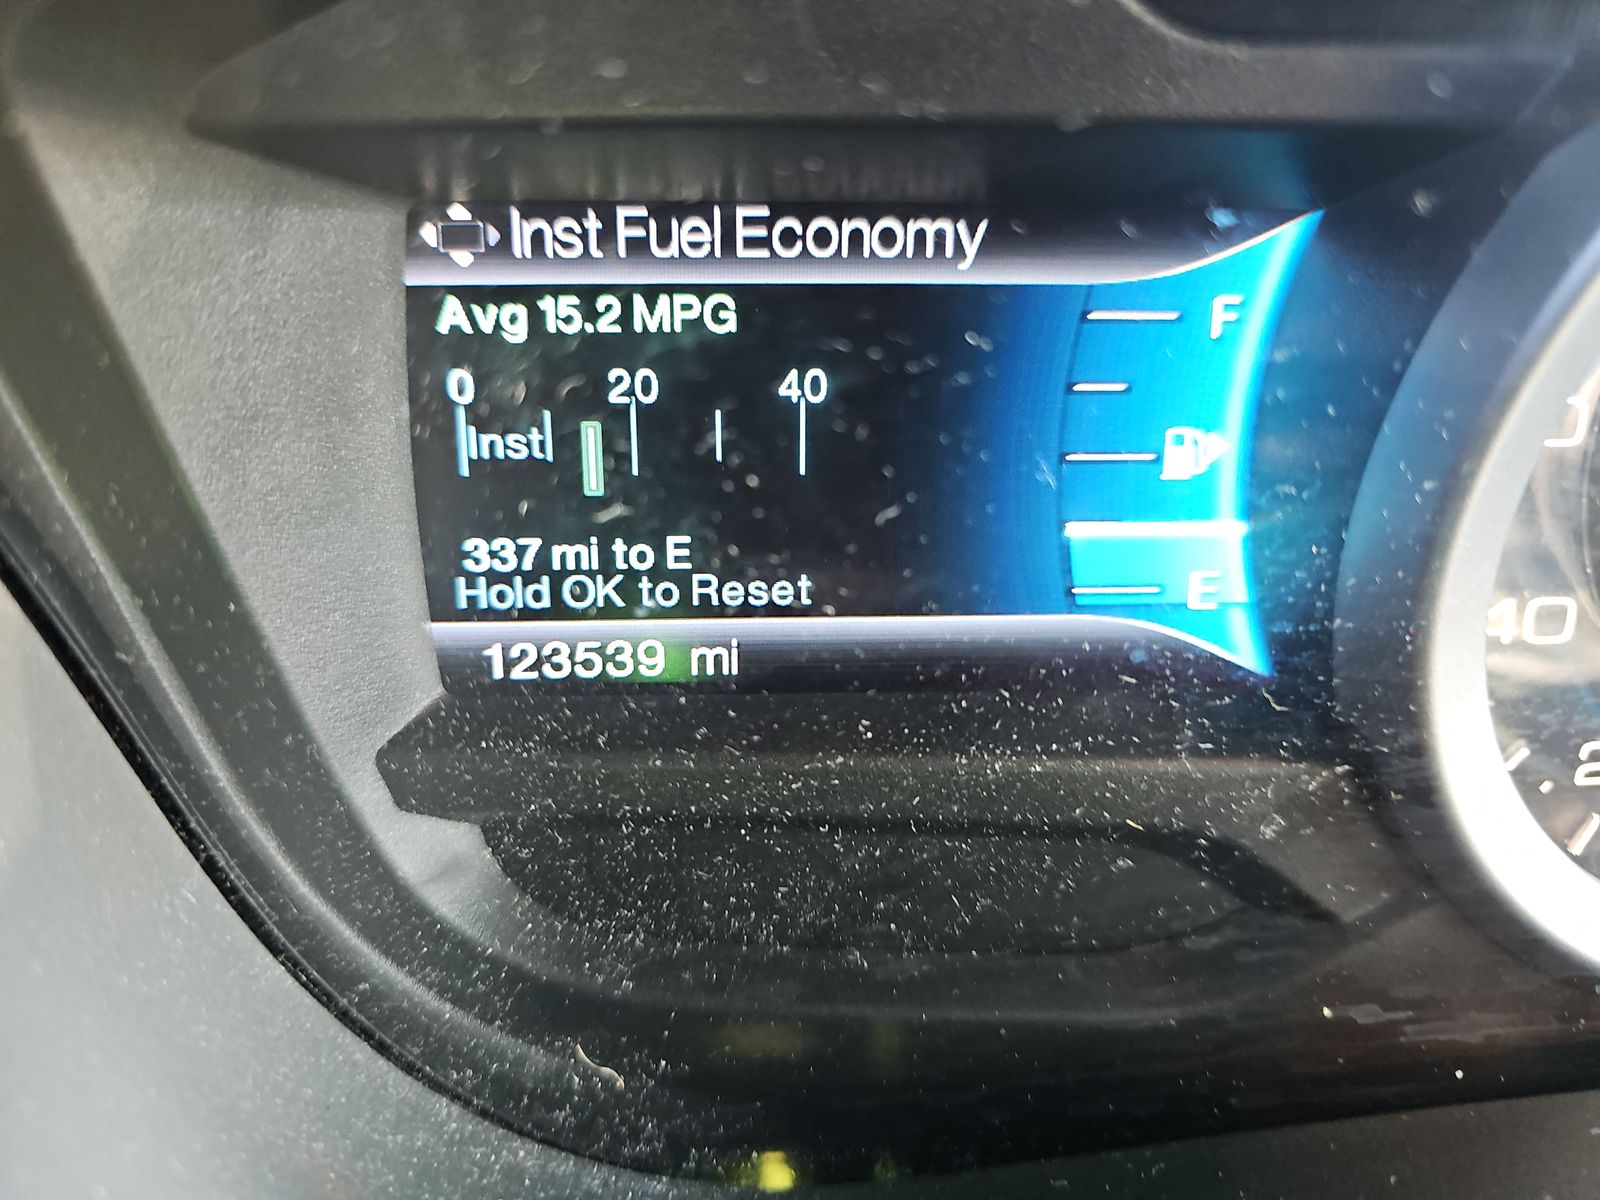 Inst Fuel Economy
Avg 15.2 MPG
F
0 20 40
Inst
337 mi to E
Hold OK to Reset
E
123539 mi
40